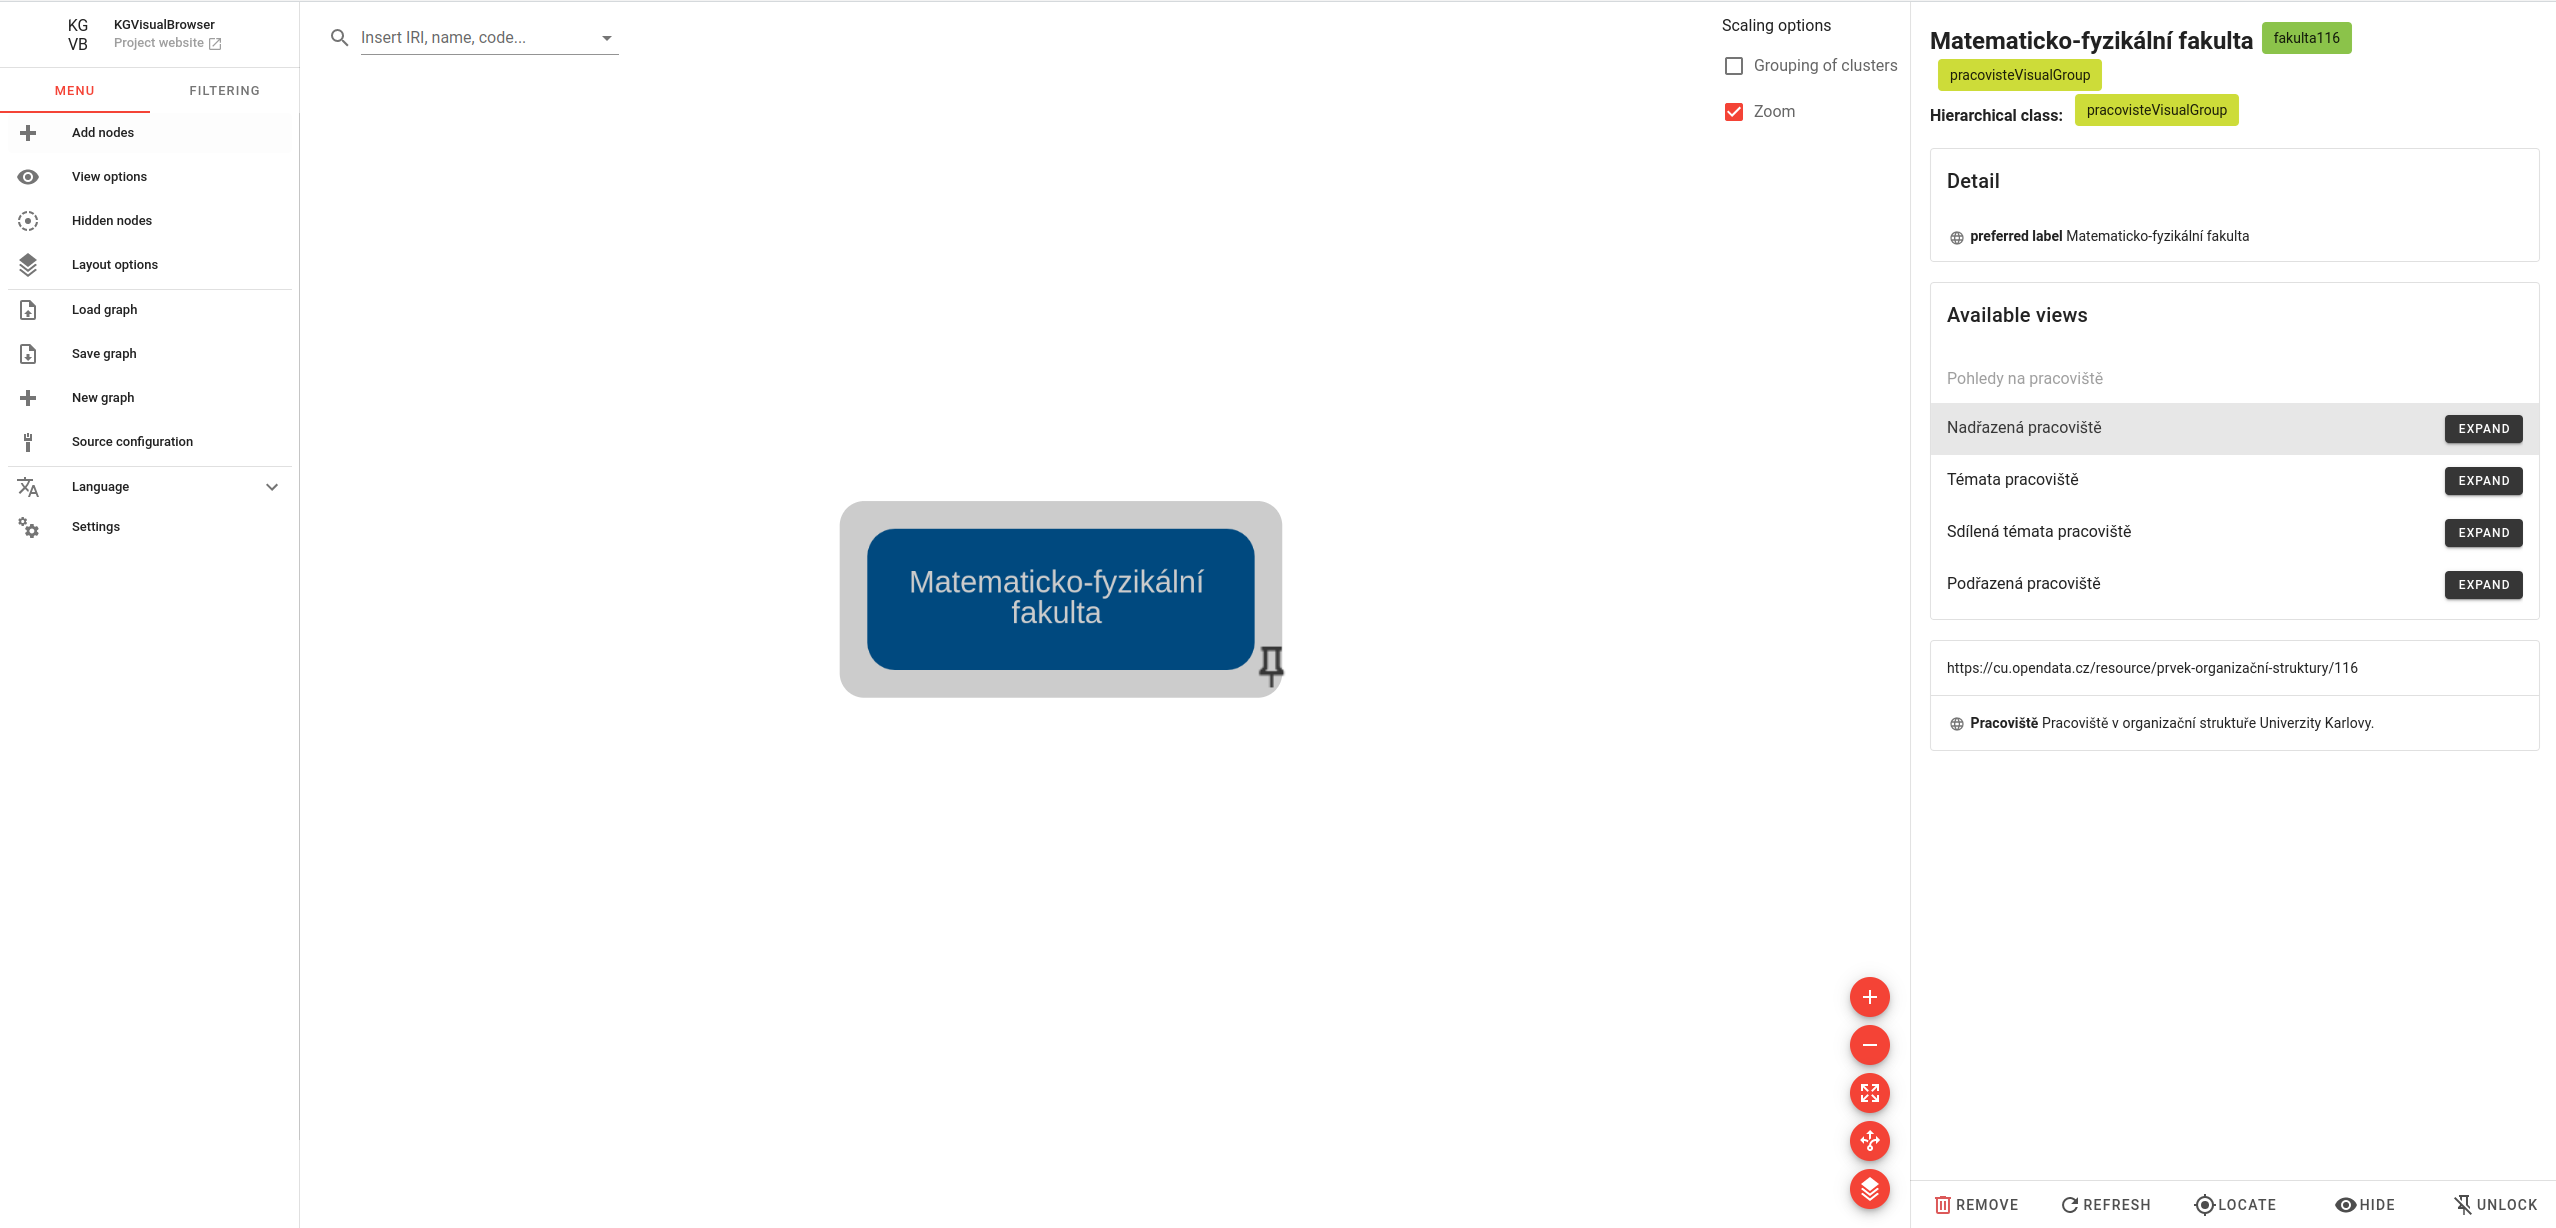 KG
VB
KGVisualBrowser
Project website
MENU
FILTERING
Add nodes
View options
Hidden nodes
Layout options
Load graph
Save graph
New graph
Source configuration
Language
Settings
Insert IRI, name, code...
Scaling options
Grouping of clusters
Zoom
Matematicko-fyzikální
fakulta
Matematicko-fyzikální fakulta fakulta116
pracovisteVisualGroup
Hierarchical class: pracovisteVisualGroup
Detail
preferred label Matematicko-fyzikální fakulta
Available views
Pohledy na pracoviště
Nadřazená pracoviště EXPAND
Témata pracoviště EXPAND
Sdílená témata pracoviště EXPAND
Podřazená pracoviště EXPAND
https://cu.opendata.cz/resource/prvek-organizační-struktury/116
Pracoviště Pracoviště v organizační struktuře Univerzity Karlovy.
REMOVE REFRESH LOCATE HIDE UNLOCK